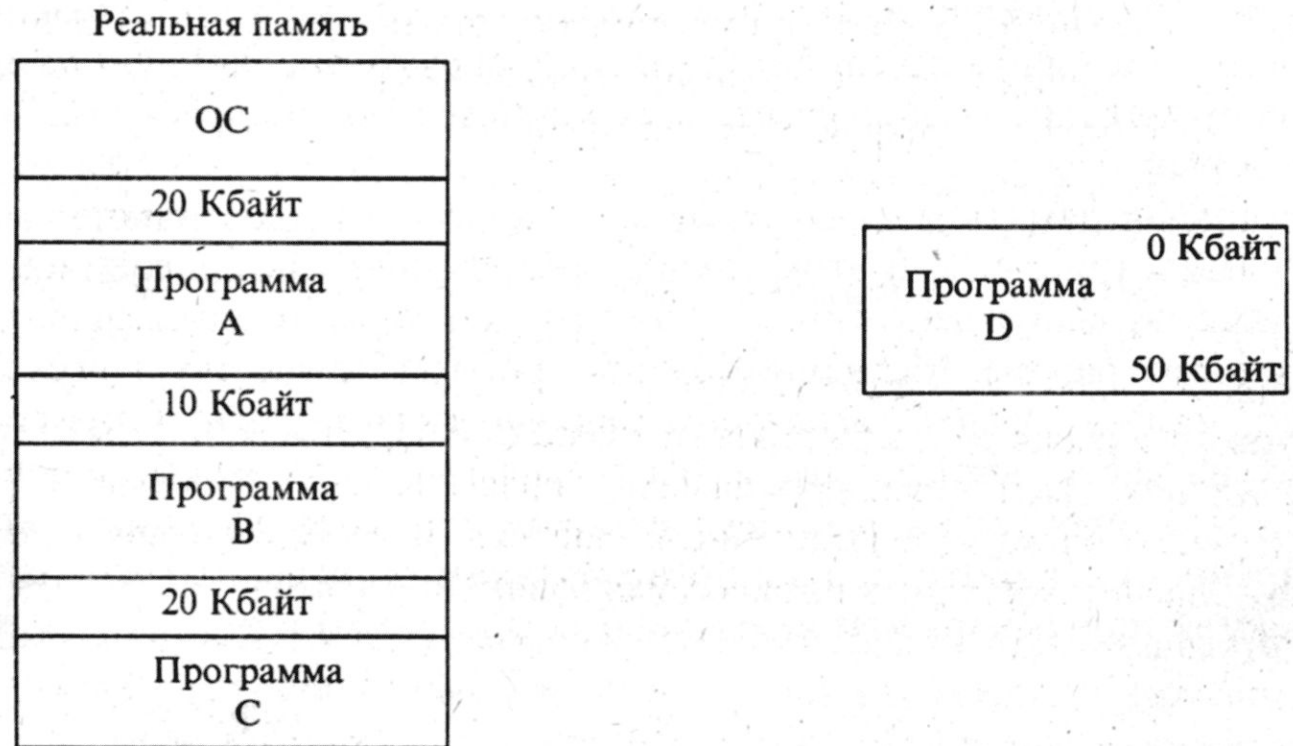 Реальная память
ОС
20 Кбайт
Программа
А
10 Кбайт
Программа
В
20 Кбайт
Программа
С
0 Кбайт
Программа
D
50 Кбайт